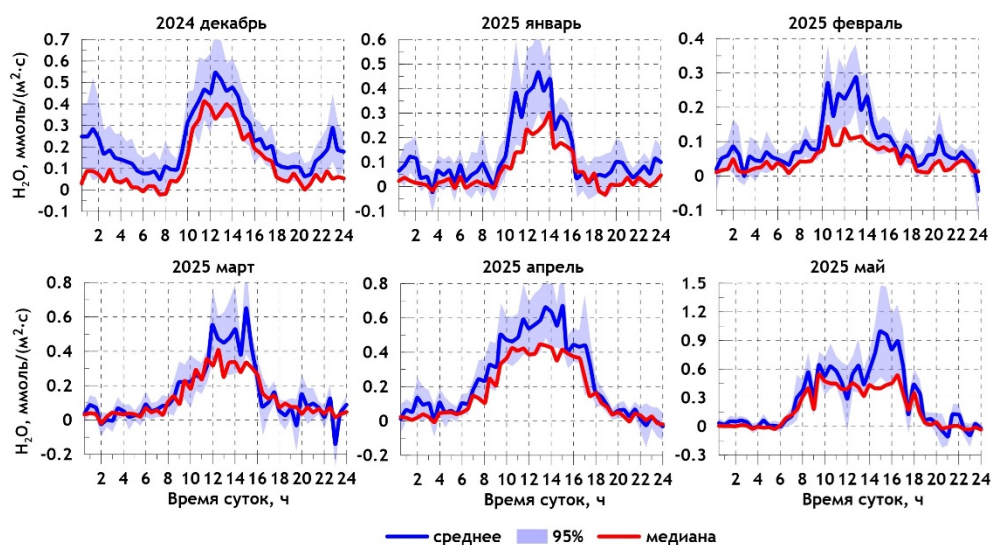 2024 декабрь
2025 январь
2025 февраль
H₂O, ммоль/(м²·с)
0.7
0.6
0.5
0.4
0.3
0.2
0.1
0
-0.1
2 4 6 8 10 12 14 16 18 20 22 24
0.6
0.5
0.4
0.3
0.2
0.1
0
-0.1
2 4 6 8 10 12 14 16 18 20 22 24
0.4
0.3
0.2
0.1
0
-0.1
2 4 6 8 10 12 14 16 18 20 22 24
2025 март
2025 апрель
2025 май
H₂O, ммоль/(м²·с)
0.8
0.6
0.4
0.2
0
-0.2
2 4 6 8 10 12 14 16 18 20 22 24
Время суток, ч
0.8
0.6
0.4
0.2
0
-0.2
2 4 6 8 10 12 14 16 18 20 22 24
Время суток, ч
1.5
1.2
0.9
0.6
0.3
0
-0.3
2 4 6 8 10 12 14 16 18 20 22 24
Время суток, ч
среднее 95% медиана